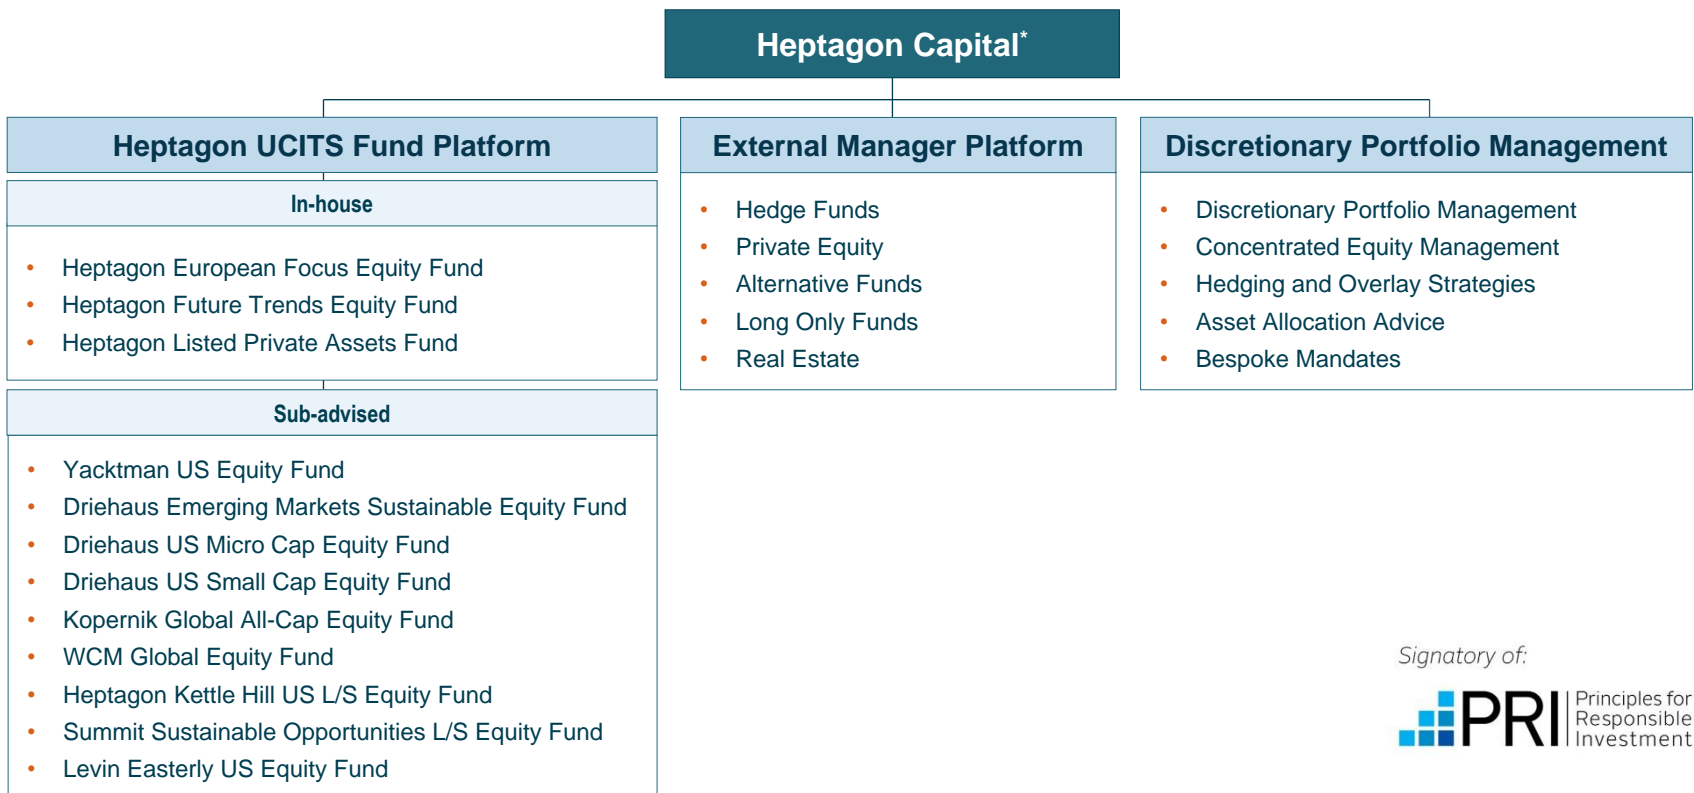 Heptagon Capital*
Heptagon UCITS Fund Platform
In-house
• Heptagon European Focus Equity Fund
• Heptagon Future Trends Equity Fund
• Heptagon Listed Private Assets Fund
Sub-advised
• Yacktman US Equity Fund
• Driehaus Emerging Markets Sustainable Equity Fund
• Driehaus US Micro Cap Equity Fund
• Driehaus US Small Cap Equity Fund
• Kopernik Global All-Cap Equity Fund
• WCM Global Equity Fund
• Heptagon Kettle Hill US L/S Equity Fund
• Summit Sustainable Opportunities L/S Equity Fund
• Levin Easterly US Equity Fund
External Manager Platform
• Hedge Funds
• Private Equity
• Alternative Funds
• Long Only Funds
• Real Estate
Discretionary Portfolio Management
• Discretionary Portfolio Management
• Concentrated Equity Management
• Hedging and Overlay Strategies
• Asset Allocation Advice
• Bespoke Mandates
Signatory of:
PRI
Principles for
Responsible
Investment